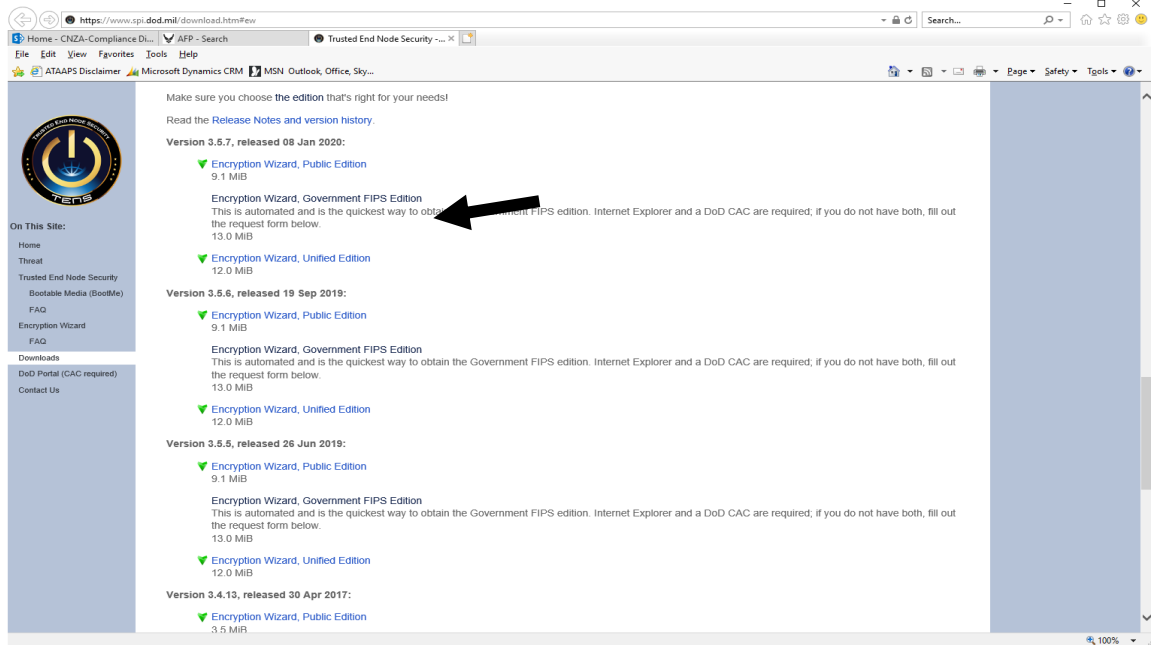 https://www.spi.dod.mil/download.htm#ew
Search...
Home - CNZA-Compliance Di...
AFP - Search
Trusted End Node Security -...
File Edit View Favorites Tools Help
ATAAPS Disclaimer Microsoft Dynamics CRM MSN Outlook, Office, Sky...
Page Safety Tools
TRUSTED END NODE SECURITY
TENS
On This Site:
Home
Threat
Trusted End Node Security
Bootable Media (BootMe)
FAQ
Encryption Wizard
FAQ
Downloads
DoD Portal (CAC required)
Contact Us
Make sure you choose the edition that's right for your needs!
Read the Release Notes and version history.
Version 3.5.7, released 08 Jan 2020:
Encryption Wizard, Public Edition
9.1 MiB
Encryption Wizard, Government FIPS Edition
This is automated and is the quickest way to obtain FIPS edition. Internet Explorer and a DoD CAC are required; if you do not have both, fill out
the request form below.
13.0 MiB
Encryption Wizard, Unified Edition
12.0 MiB
Version 3.5.6, released 19 Sep 2019:
Encryption Wizard, Public Edition
9.1 MiB
Encryption Wizard, Government FIPS Edition
This is automated and is the quickest way to obtain the Government FIPS edition. Internet Explorer and a DoD CAC are required; if you do not have both, fill out
the request form below.
13.0 MiB
Encryption Wizard, Unified Edition
12.0 MiB
Version 3.5.5, released 26 Jun 2019:
Encryption Wizard, Public Edition
9.1 MiB
Encryption Wizard, Government FIPS Edition
This is automated and is the quickest way to obtain the Government FIPS edition. Internet Explorer and a DoD CAC are required; if you do not have both, fill out
the request form below.
13.0 MiB
Encryption Wizard, Unified Edition
12.0 MiB
Version 3.4.13, released 30 Apr 2017:
Encryption Wizard, Public Edition
3.5 MiB
100%